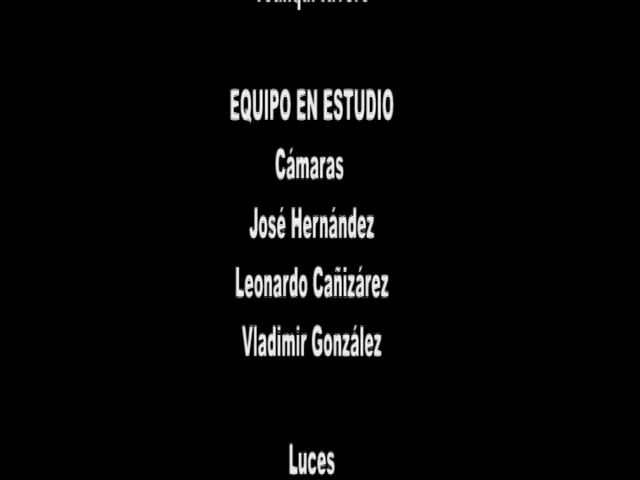 EQUIPO EN ESTUDIO
Cámaras
José Hernández
Leonardo Cañizárez
Vladimir González
Luces